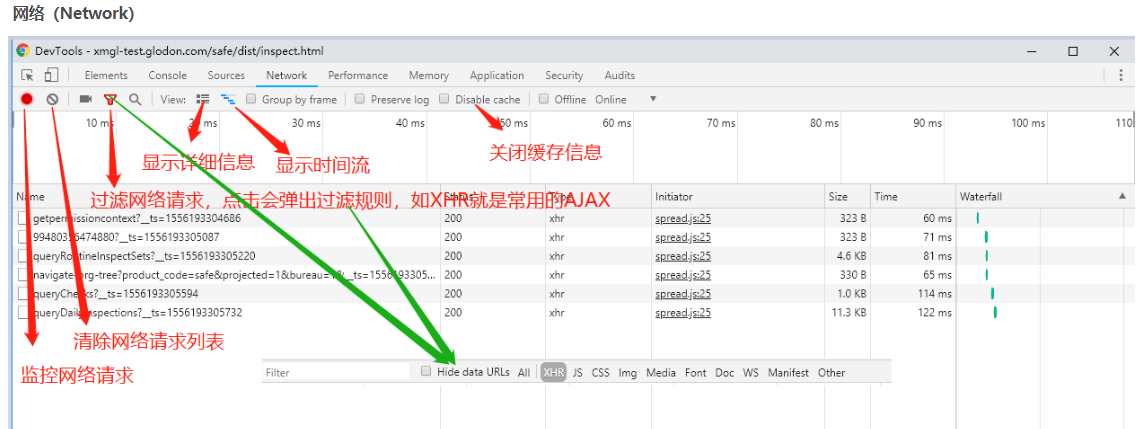 网络（Network）
DevTools - xmgl-test.glodon.com/safe/dist/inspect.html
Elements Console Sources Network Performance Memory Application Security Audits
View: Group by frame Preserve log Disable cache Offline Online
10 ms 20 ms 30 ms 40 ms 50 ms 60 ms 70 ms 80 ms 90 ms 100 ms 110
显示详细信息 显示时间流 关闭缓存信息
过滤网络请求，点击会弹出过滤规则，如XHR就是常用的AJAX
Name Status Type Initiator Size Time Waterfall
getpermissioncontext?__ts=1556193304686 200 xhr spread.js:25 323 B 60 ms
?__ts=1556193305087 200 xhr spread.js:25 323 B 71 ms
queryRoutineInspectSets?__ts=1556193305220 200 xhr spread.js:25 4.6 KB 81 ms
navigate-org-tree?product_code=safe&projected=1&bureau=1&__ts=1556193305... 200 xhr spread.js:25 330 B 65 ms
queryChecks?__ts=1556193305594 200 xhr spread.js:25 1.0 KB 114 ms
queryDailyInspections?__ts=1556193305732 200 xhr spread.js:25 11.3 KB 122 ms
清除网络请求列表
监控网络请求
Filter Hide data URLs All XHR JS CSS Img Media Font Doc WS Manifest Other